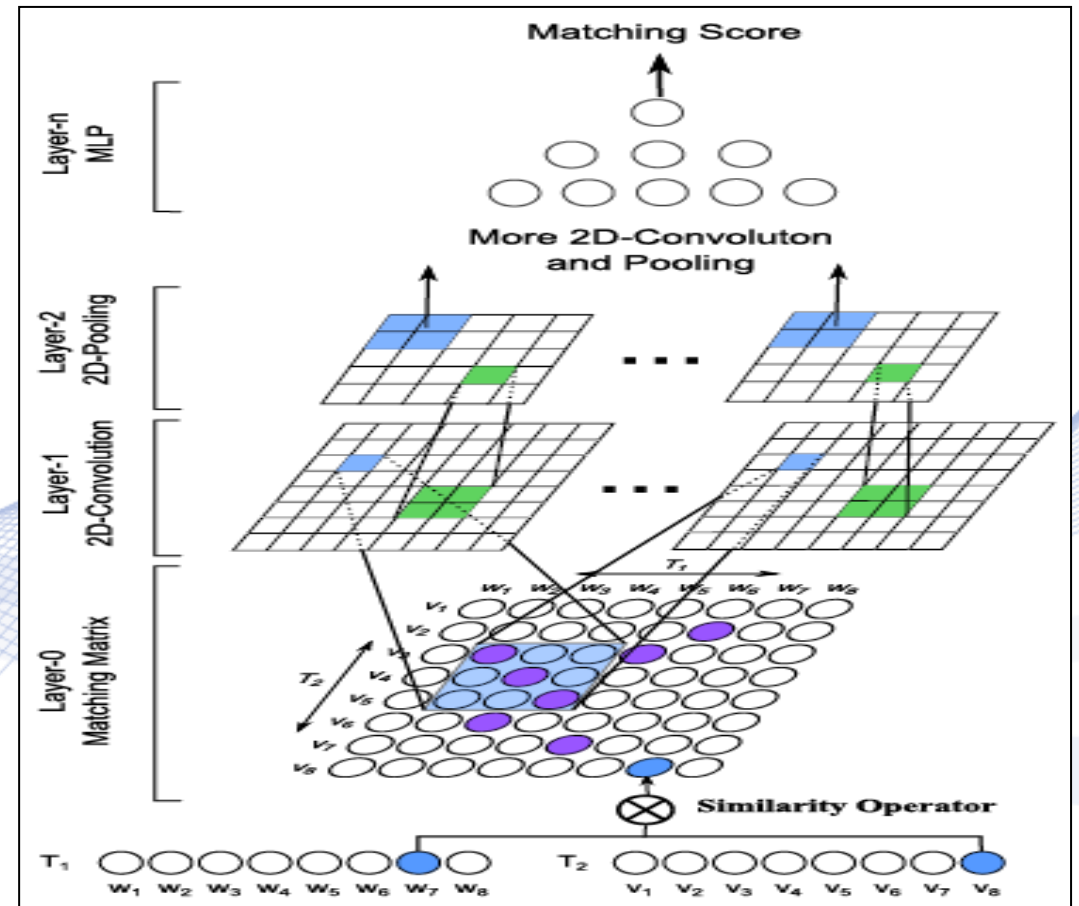 Matching Score
Layer-n
MLP
More 2D-Convoluton
and Pooling
Layer-2
2D-Pooling
Layer-1
2D-Convolution
Layer-0
Matching Matrix
T₁
w₁ w₂ w₃ w₄ w₅ w₆ w₇ w₈
v₁
v₂
v₃
v₄
v₅
v₆
v₇
v₈
T₂
Similarity Operator
T₁
w₁ w₂ w₃ w₄ w₅ w₆ w₇ w₈
T₂
v₁ v₂ v₃ v₄ v₅ v₆ v₇ v₈